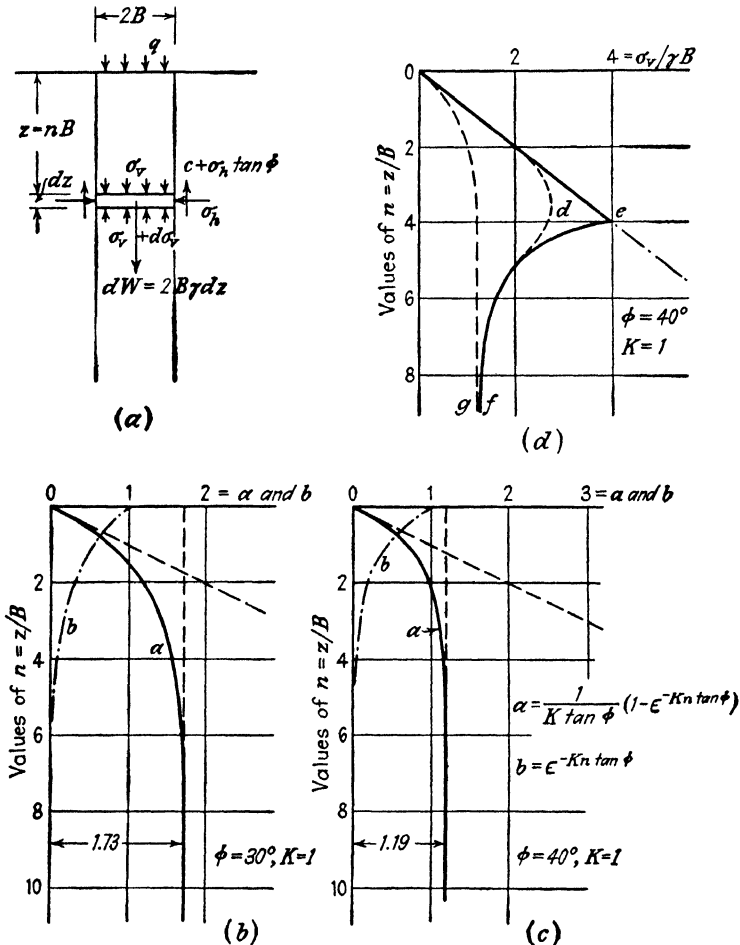 2B
q
z=nB
σᵥ
c+σₕ tan ϕ
dz
σₕ
σᵥ+dσᵥ
dW=2Bγdz
(a)
0 2 4=σᵥ/γB
Values of n=z/B
2
4
6
8
d
e
g f
ϕ=40°
K=1
(d)
0 1 2 = a and b
Values of n=z/B
2
4
6
8
10
b
a
1.73
ϕ=30°, K=1
(b)
0 1 2 3 = a and b
Values of n=z/B
2
4
6
8
10
b
a
a=1/(K tan ϕ)(1-ϵ^-Kn tan ϕ)
b=ϵ^-Kn tan ϕ
1.19
ϕ=40°, K=1
(c)